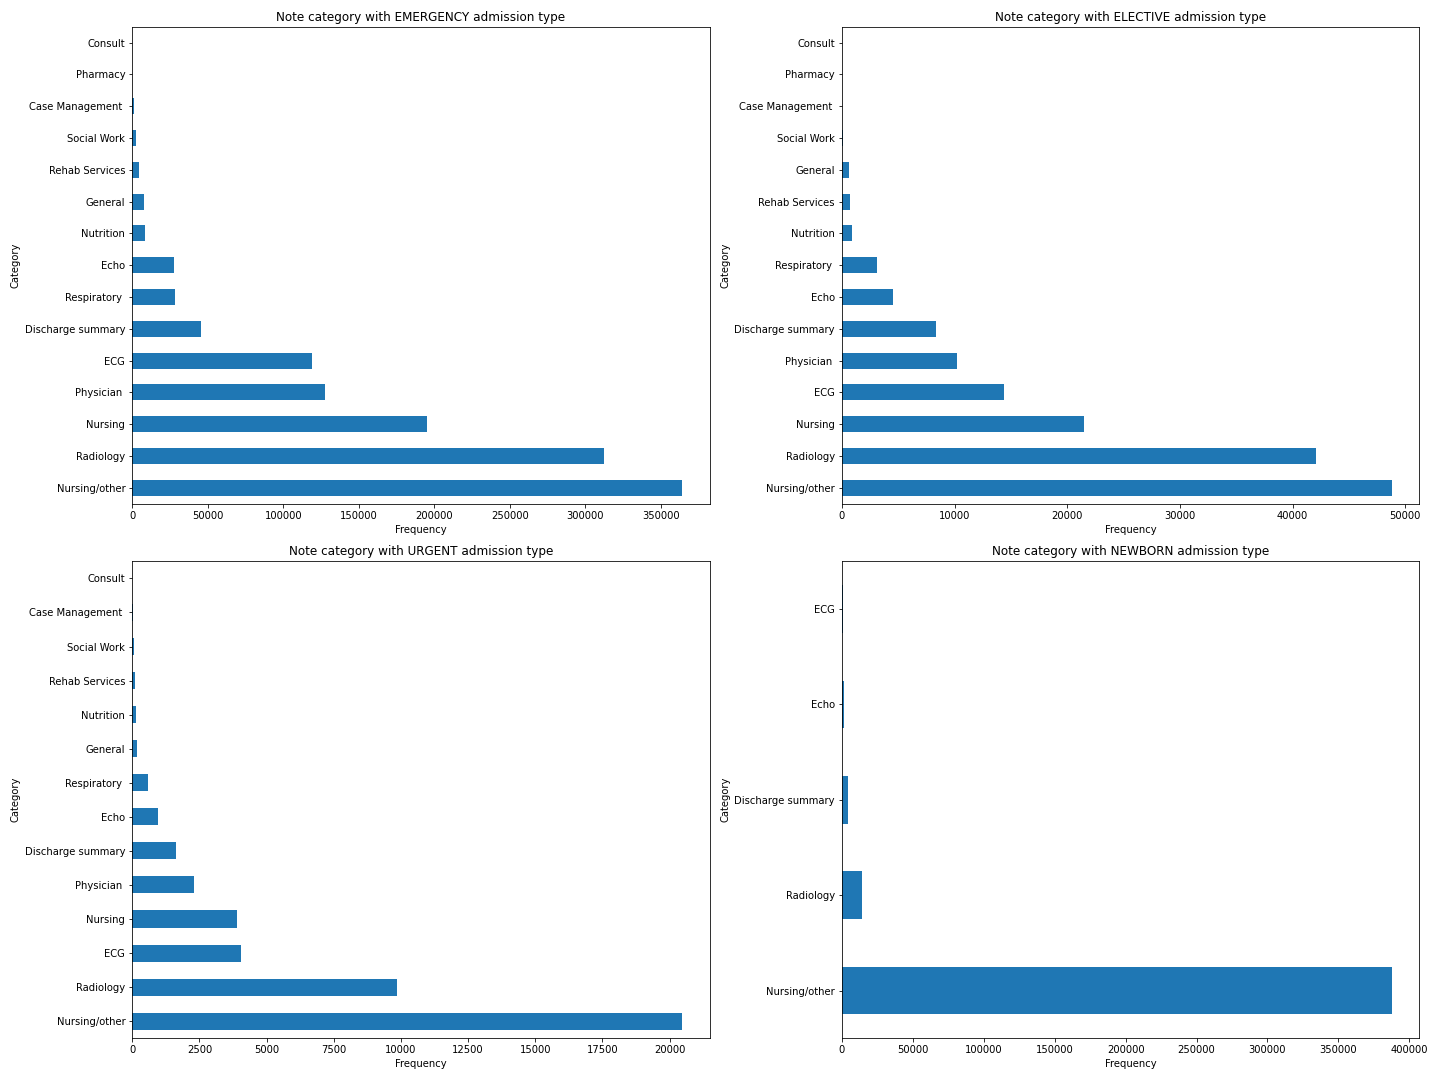 Note category with EMERGENCY admission type
Consult
Pharmacy
Case Management
Social Work
Rehab Services
General
Nutrition
Echo
Respiratory
Discharge summary
ECG
Physician
Nursing
Radiology
Nursing/other
Category
0 50000 100000 150000 200000 250000 300000 350000
Frequency
Note category with ELECTIVE admission type
Consult
Pharmacy
Case Management
Social Work
General
Rehab Services
Nutrition
Respiratory
Echo
Discharge summary
Physician
ECG
Nursing
Radiology
Nursing/other
Category
0 10000 20000 30000 40000 50000
Frequency
Note category with URGENT admission type
Consult
Case Management
Social Work
Rehab Services
Nutrition
General
Respiratory
Echo
Discharge summary
Physician
Nursing
ECG
Radiology
Nursing/other
Category
0 2500 5000 7500 10000 12500 15000 17500 20000
Frequency
Note category with NEWBORN admission type
ECG
Echo
Discharge summary
Radiology
Nursing/other
Category
0 50000 100000 150000 200000 250000 300000 350000 400000
Frequency